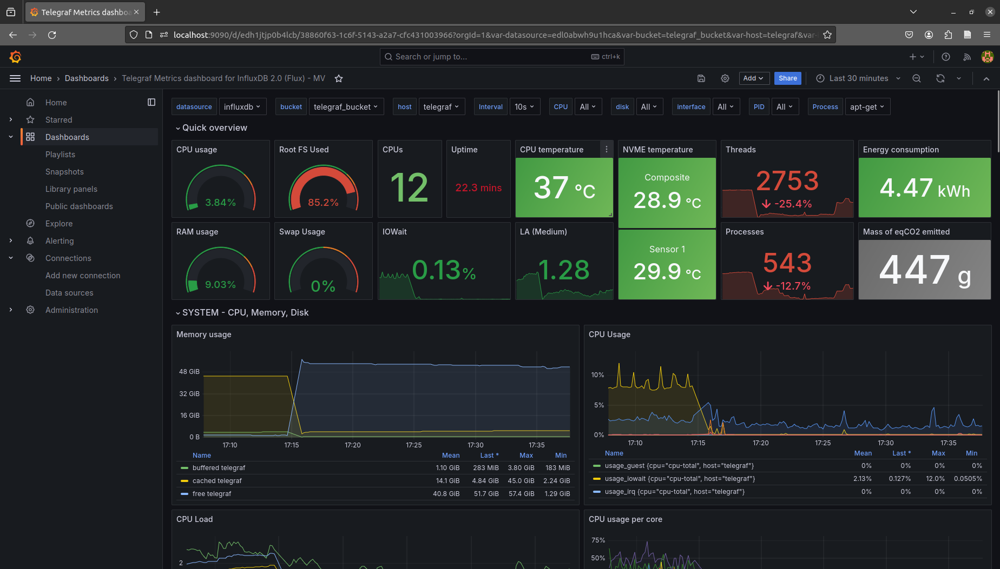 Telegraf Metrics dashboa
localhost:9090/d/edh1jtjp0b4lcb/38860f63-1c6f-5143-a2a7-cfc431003966?orgId=1&var-datasource=edl0abwh9u1hca&var-bucket=telegraf_bucket&var-host=telegraf&var-
Search or jump to... ctrl+k
Home › Dashboards › Telegraf Metrics dashboard for InfluxDB 2.0 (Flux) - MV
Add Share Last 30 minutes
Home
Starred
Dashboards
Playlists
Snapshots
Library panels
Public dashboards
Explore
Alerting
Connections
Add new connection
Data sources
Administration
datasource influxdb bucket telegraf_bucket host telegraf Interval 10s CPU All disk All interface All PID All Process apt-get
Quick overview
CPU usage
3.84%
Root FS Used
85.2%
CPUs
12
Uptime
22.3 mins
CPU temperature
37 °C
NVME temperature
Composite
28.9 °C
Sensor 1
29.9 °C
Threads
2753
-25.4%
Energy consumption
4.47 kWh
RAM usage
9.03%
Swap Usage
0%
IOWait
0.13%
LA (Medium)
1.28
Processes
543
-12.7%
Mass of eqCO2 emitted
447 g
SYSTEM - CPU, Memory, Disk
Memory usage
48 GiB
32 GiB
16 GiB
0 B
17:10 17:15 17:20 17:25 17:30 17:35
Name Mean Last * Max Min
buffered telegraf 1.10 GiB 283 MiB 3.80 GiB 183 MiB
cached telegraf 14.1 GiB 4.84 GiB 45.0 GiB 2.24 GiB
free telegraf 40.8 GiB 51.7 GiB 57.4 GiB 1.29 GiB
CPU Usage
10%
5%
0%
17:10 17:15 17:20 17:25 17:30 17:35
Name Mean Last * Max Min
usage_guest {cpu="cpu-total", host="telegraf"} 0% 0% 0% 0%
usage_iowait {cpu="cpu-total", host="telegraf"} 2.13% 0.127% 12.0% 0.0505%
usage_irq {cpu="cpu-total", host="telegraf"} 0% 0% 0% 0%
CPU Load
2
CPU usage per core
75%
50%